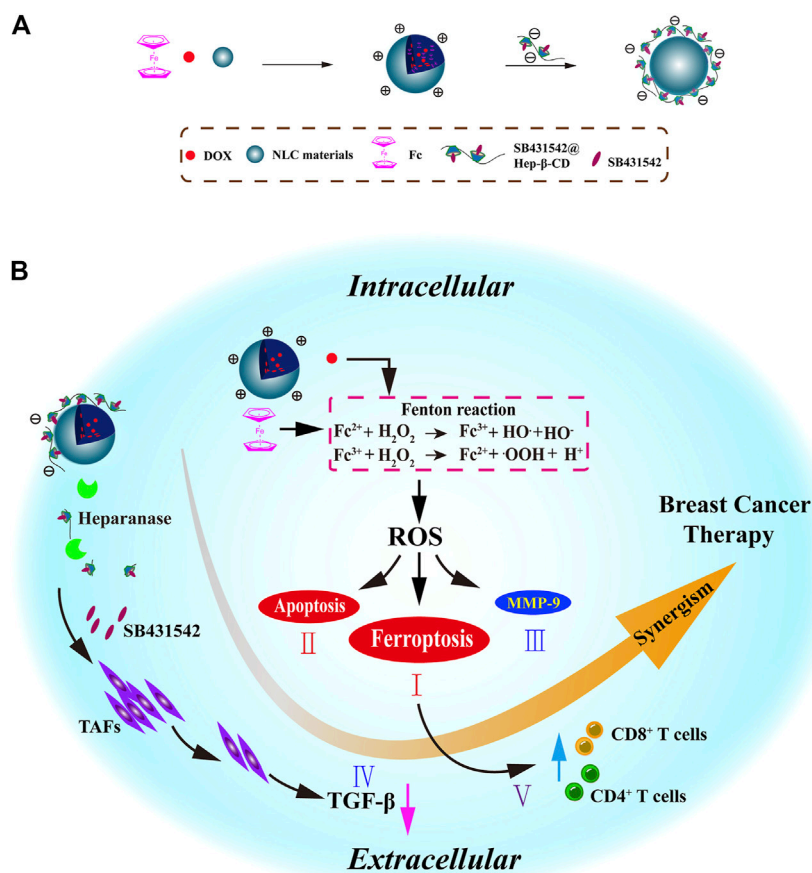 A
Fe
DOX
NLC materials
Fe
Fc
SB431542@
Hep-β-CD
SB431542
B
Intracellular
Fenton reaction
Fc²⁺ + H₂O₂ → Fc³⁺ + HO· + HO⁻
Fc³⁺ + H₂O₂ → Fc²⁺ + ·OOH + H⁺
Fe
Heparanase
ROS
Breast Cancer
Therapy
Apoptosis
MMP-9
Synergism
SB431542
II
Ferroptosis
III
I
TAFs
CD8⁺ T cells
IV
TGF-β
V
CD4⁺ T cells
Extracellular